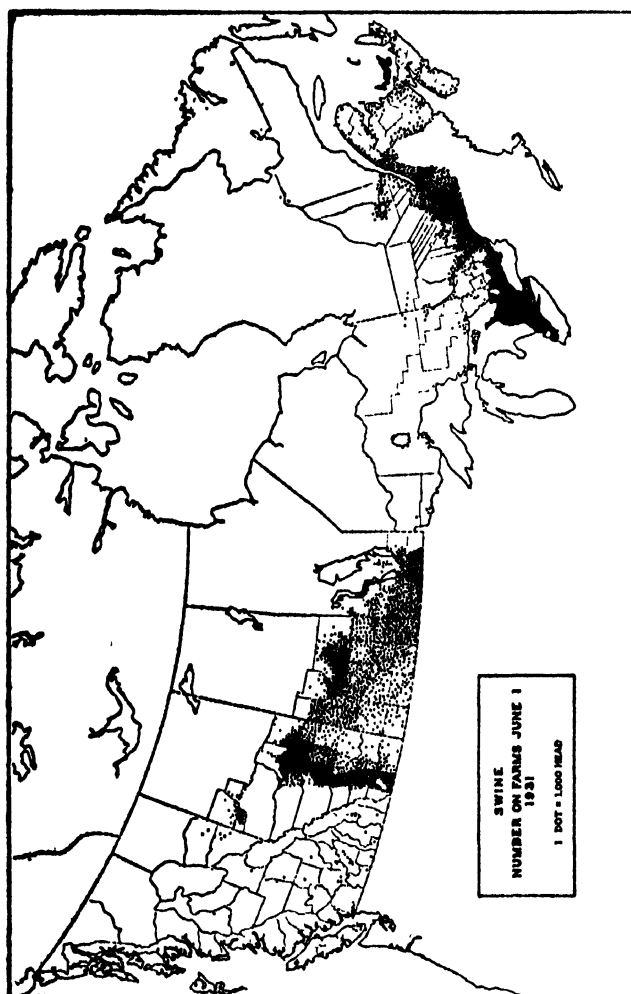 SWINE
NUMBER ON FARMS JUNE 1
1931
1 DOT = 1,000 HEAD